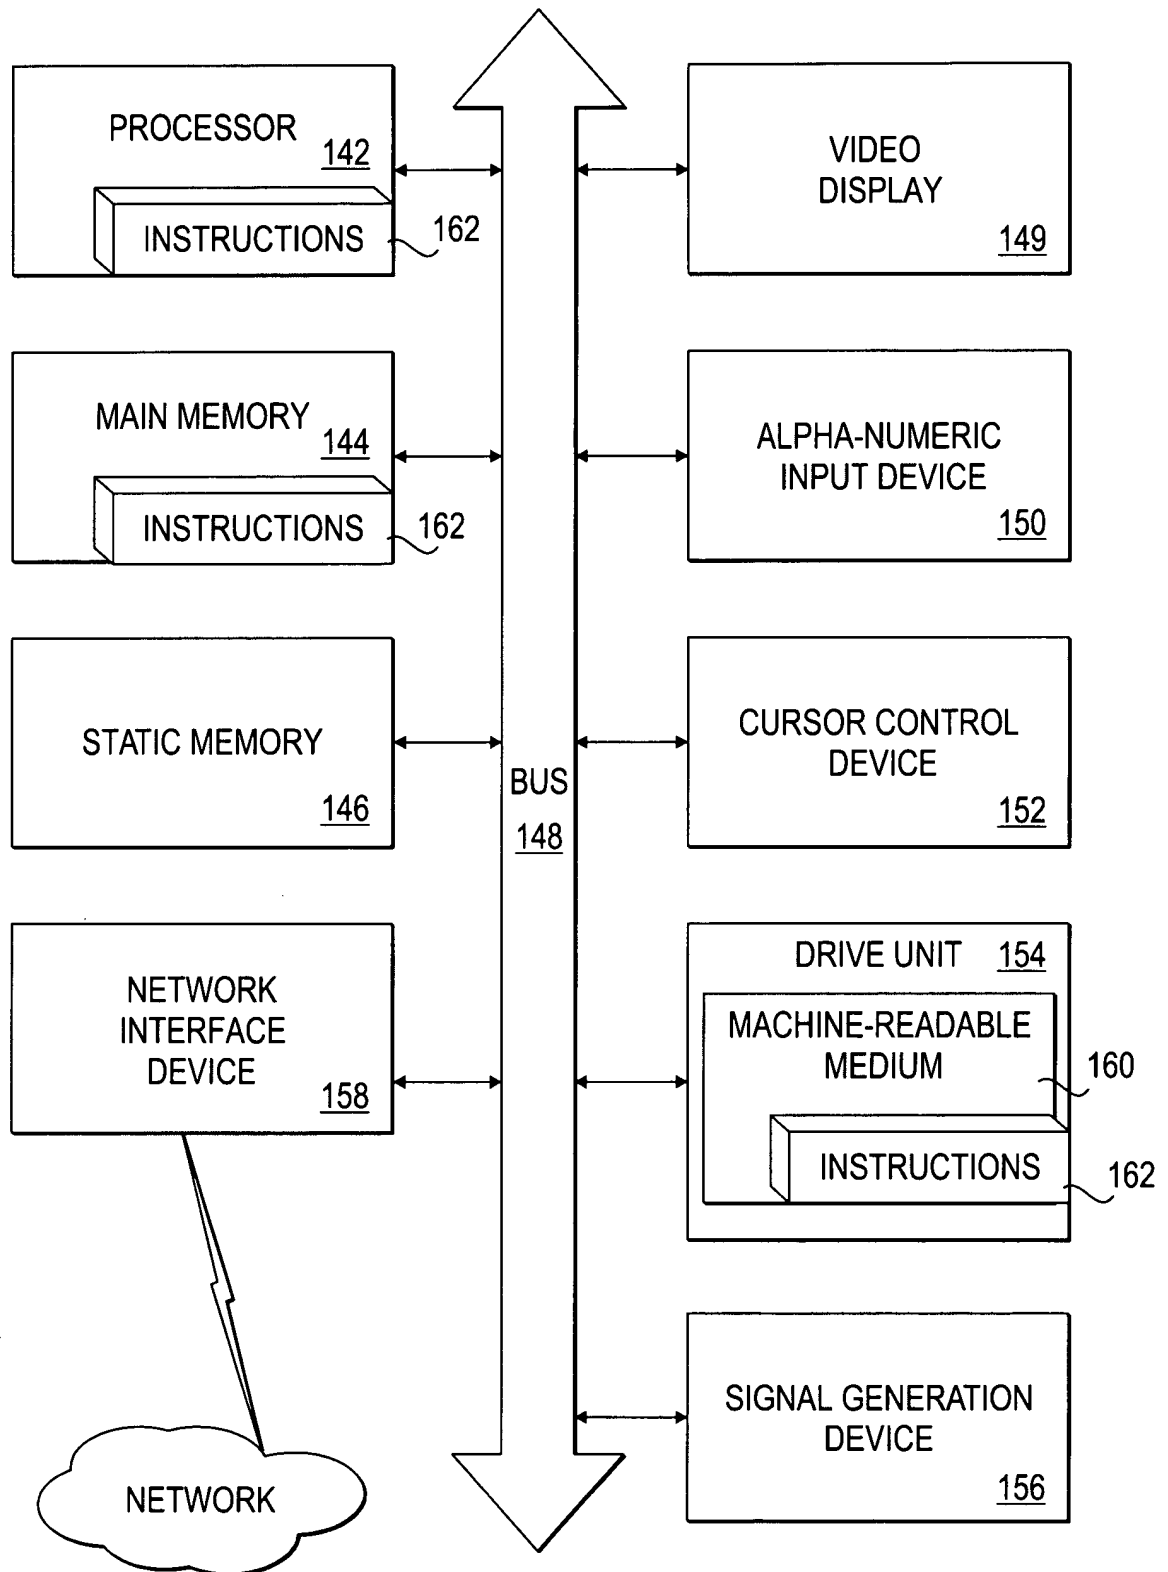 PROCESSOR
142
INSTRUCTIONS
162
MAIN MEMORY
144
INSTRUCTIONS
162
STATIC MEMORY
146
NETWORK
INTERFACE
DEVICE
158
NETWORK
BUS
148
VIDEO
DISPLAY
149
ALPHA-NUMERIC
INPUT DEVICE
150
CURSOR CONTROL
DEVICE
152
DRIVE UNIT 154
MACHINE-READABLE
MEDIUM
160
INSTRUCTIONS
162
SIGNAL GENERATION
DEVICE
156